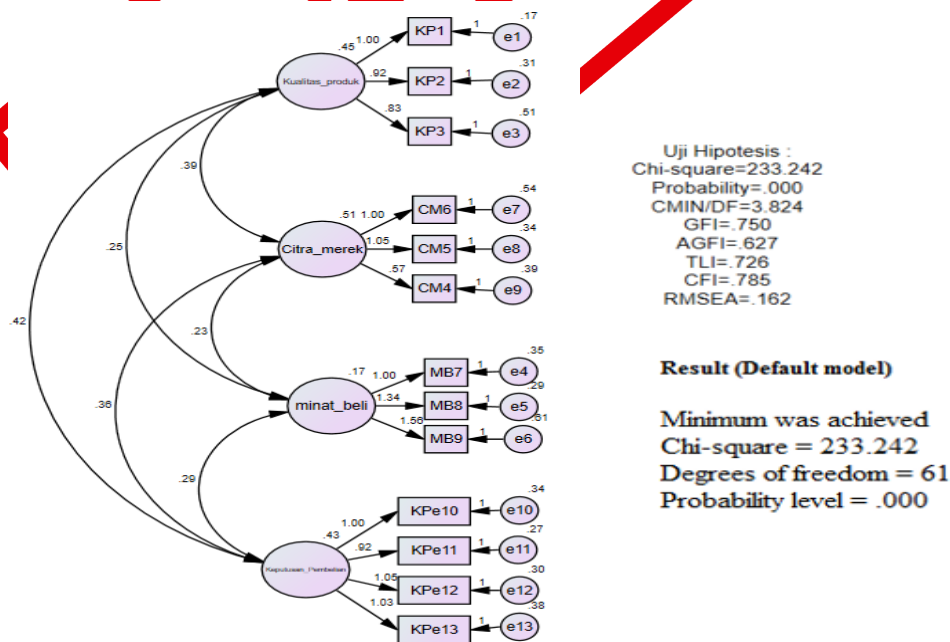 .17
.45 1.00 KP1 1 e1
.31
Kualitas_produk .92 KP2 1 e2
.51
.83 KP3 1 e3
.39
.54
.51 1.00 CM6 1 e7
.34
Citra_merek 1.05 CM5 1 e8
.39
.57 CM4 1 e9
.25
.42
.23
.35
.17 1.00 MB7 1 e4
.29
minat_beli 1.34 MB8 1 e5
1.56 MB9 1 e6
.36
.29
.34
.43 1.00 KPe10 1 e10
.27
.92 KPe11 1 e11
.30
Keputusan_Pembelian 1.05 KPe12 1 e12
.38
1.03 KPe13 1 e13
Uji Hipotesis :
Chi-square=233.242
Probability=.000
CMIN/DF=3.824
GFI=.750
AGFI=.627
TLI=.726
CFI=.785
RMSEA=.162
Result (Default model)
Minimum was achieved
Chi-square = 233.242
Degrees of freedom = 61
Probability level = .000